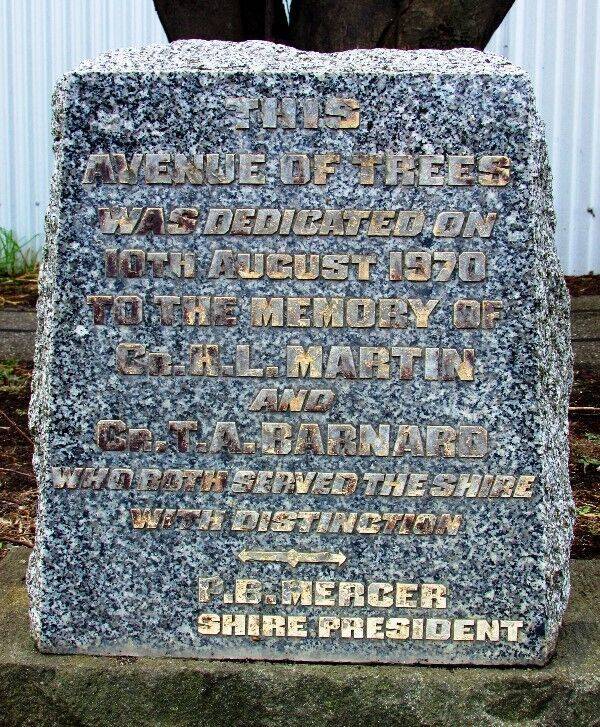 THIS
AVENUE OF TREES
WAS DEDICATED ON
10TH AUGUST 1970
TO THE MEMORY OF
CR. H.L. MARTIN
AND
CR. T.A. BARNARD
WHO BOTH SERVED THE SHIRE
WITH DISTINCTION
P.B. MERCER
SHIRE PRESIDENT